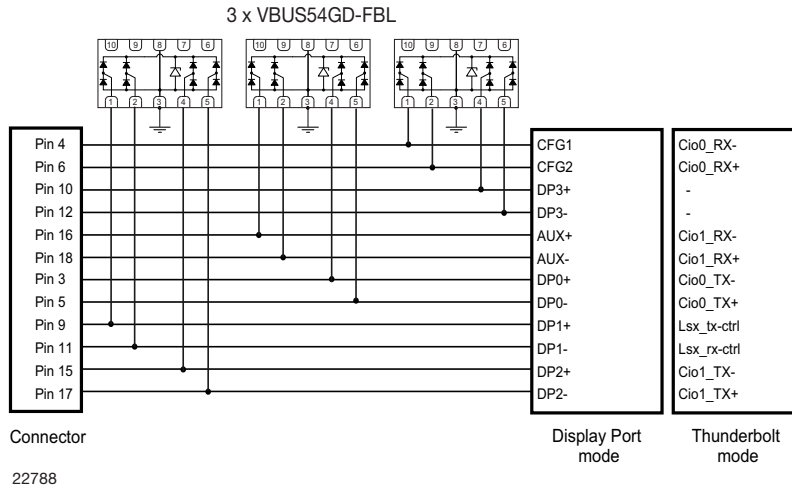 3 x VBUS54GD-FBL
10 9 8 7 6
1 2 3 4 5
10 9 8 7 6
1 2 3 4 5
10 9 8 7 6
1 2 3 4 5
Pin 4 CFG1 Cio0_RX-
Pin 6 CFG2 Cio0_RX+
Pin 10 DP3+ -
Pin 12 DP3- -
Pin 16 AUX+ Cio1_RX-
Pin 18 AUX- Cio1_RX+
Pin 3 DP0+ Cio0_TX-
Pin 5 DP0- Cio0_TX+
Pin 9 DP1+ Lsx_tx-ctrl
Pin 11 DP1- Lsx_rx-ctrl
Pin 15 DP2+ Cio1_TX-
Pin 17 DP2- Cio1_TX+
Connector
Display Port
mode
Thunderbolt
mode
22788